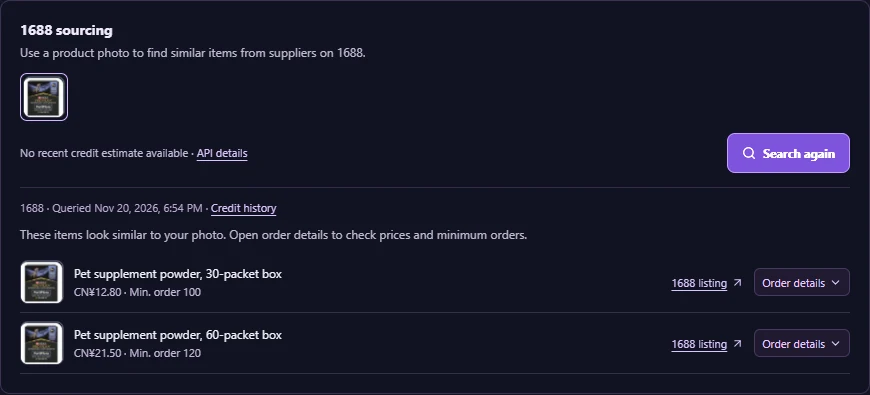 1688 sourcing
Use a product photo to find similar items from suppliers on 1688.
No recent credit estimate available · API details
Search again
1688 · Queried Nov 20, 2026, 6:54 PM · Credit history
These items look similar to your photo. Open order details to check prices and minimum orders.
Pet supplement powder, 30-packet box
CN¥12.80 · Min. order 100
1688 listing
Order details
Pet supplement powder, 60-packet box
CN¥21.50 · Min. order 120
1688 listing
Order details